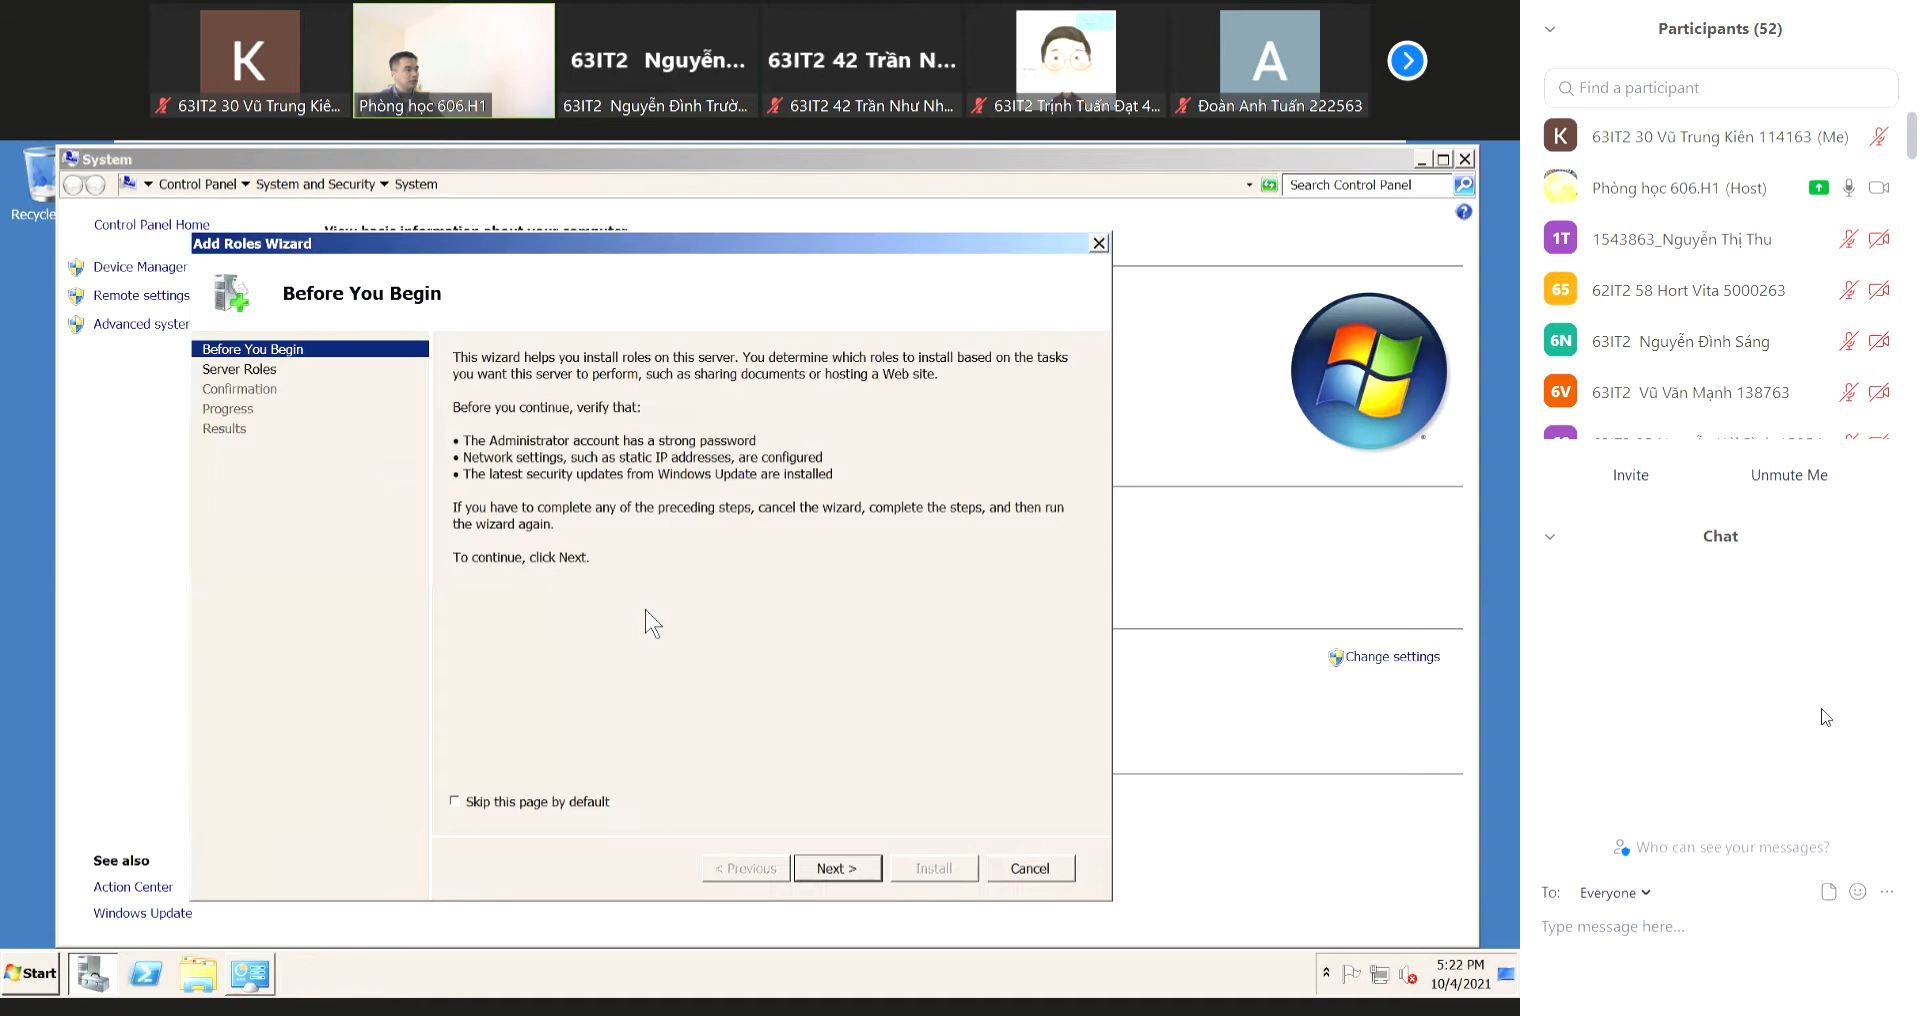 K
63IT2 30 Vũ Trung Kiê...
Phòng học 606.H1
63IT2 Nguyễn...
63IT2 Nguyễn Đình Trườ...
63IT2 42 Trần N...
63IT2 42 Trần Như Nh...
63IT2 Trịnh Tuấn Đạt 4...
A
Đoàn Anh Tuấn 222563
Recycle
System
Control Panel
System and Security
System
Search Control Panel
Control Panel Home
View basic information about your computer
Device Manager
Remote settings
Advanced system
Add Roles Wizard
Before You Begin
Before You Begin
Server Roles
Confirmation
Progress
Results
This wizard helps you install roles on this server. You determine which roles to install based on the tasks
you want this server to perform, such as sharing documents or hosting a Web site.
Before you continue, verify that:
• The Administrator account has a strong password
• Network settings, such as static IP addresses, are configured
• The latest security updates from Windows Update are installed
If you have to complete any of the preceding steps, cancel the wizard, complete the steps, and then run
the wizard again.
To continue, click Next.
Skip this page by default
< Previous
Next >
Install
Cancel
Change settings
See also
Action Center
Windows Update
Start
5:22 PM
10/4/2021
Participants (52)
Find a participant
K 63IT2 30 Vũ Trung Kiên 114163 (Me)
Phòng học 606.H1 (Host)
1T 1543863_Nguyễn Thị Thu
65 62IT2 58 Hort Vita 5000263
6N 63IT2 Nguyễn Đình Sáng
6V 63IT2 Vũ Văn Mạnh 138763
Invite
Unmute Me
Chat
Who can see your messages?
To: Everyone
Type message here...